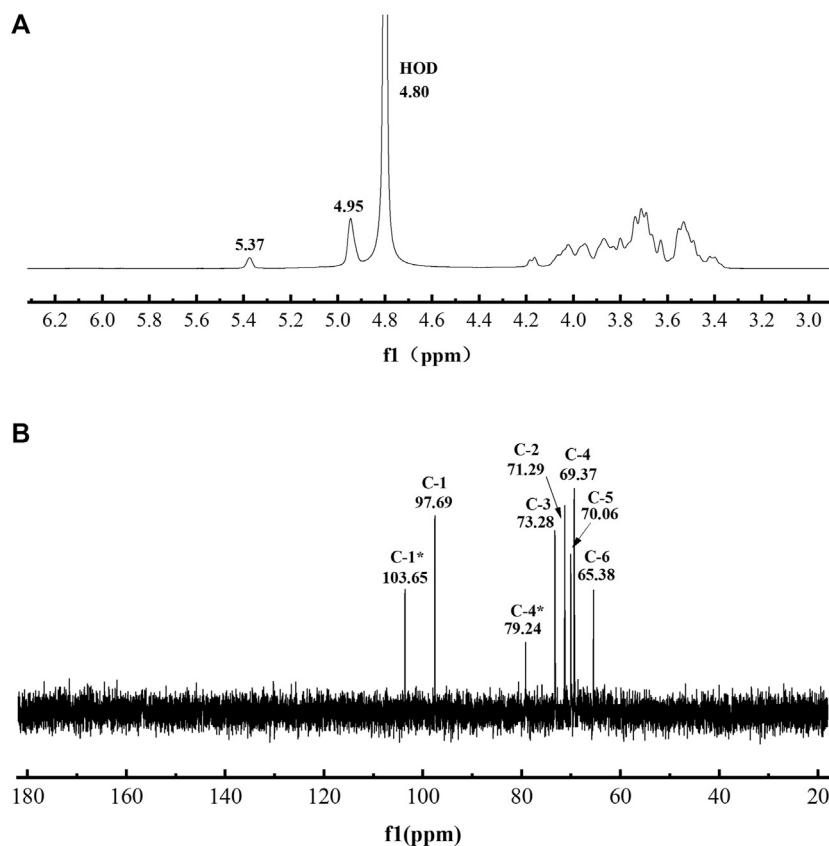 A
HOD
4.80
4.95
5.37
6.2 6.0 5.8 5.6 5.4 5.2 5.0 4.8 4.6 4.4 4.2 4.0 3.8 3.6 3.4 3.2 3.0
f1（ppm）
B
C-2
71.29
C-4
69.37
C-1
97.69
C-3
73.28
C-5
70.06
C-1*
103.65
C-6
65.38
C-4*
79.24
180 160 140 120 100 80 60 40 20
f1(ppm)